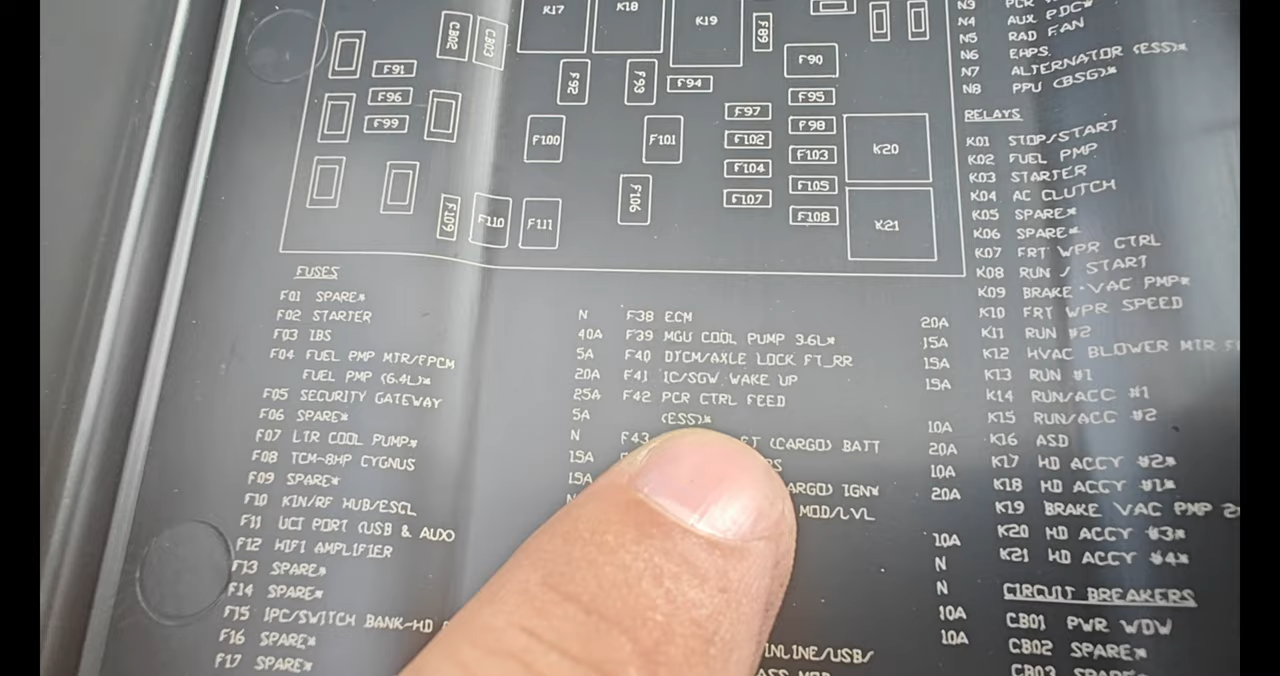 K17
K18
K19
CB02
CB03
F89
F90
F91
F92
F93
F94
F95
F96
F97
F98
F99
F100
F101
F102
F103
F104
F105
F106
F107
F108
F109
F110
F111
K20
K21
N3
N4 AUX PDC*
N5 RAD FAN
N6 EHPS
N7 ALTERNATOR (ESS)*
N8 PPU (BSG)*
RELAYS
K01 STOP/START
K02 FUEL PMP
K03 STARTER
K04 AC CLUTCH
K05 SPARE*
K06 SPARE*
K07 FRT WPR CTRL
K08 RUN / START
K09 BRAKE VAC PMP*
K10 FRT WPR SPEED
K11 RUN #2
K12 HVAC BLOWER MTR
K13 RUN #1
K14 RUN/ACC #1
K15 RUN/ACC #2
K16 ASD
K17 HD ACCY #2*
K18 HD ACCY #1*
K19 BRAKE VAC PMP 2
K20 HD ACCY #3*
K21 HD ACCY #4*
CIRCUIT BREAKERS
CB01 PWR WDW
CB02 SPARE*
CB03 SPARE*
FUSES
F01 SPARE* N
F02 STARTER 40A
F03 IBS 5A
F04 FUEL PMP MTR/FPCM 20A
FUEL PMP (6.4L)* 25A
F05 SECURITY GATEWAY 5A
F06 SPARE* N
F07 LTR COOL PUMP* 15A
F08 TCM-8HP CYGNUS 15A
F09 SPARE* N
F10 KIN/RF HUB/ESCL
F11 UCI PORT (USB & AUX)
F12 HIFI AMPLIFIER
F13 SPARE*
F14 SPARE*
F15 IPC/SWITCH BANK-HD
F16 SPARE*
F17 SPARE*
F38 ECM 20A
F39 MGU COOL PUMP 3.6L* 15A
F40 DTCM/AXLE LOCK FT_RR 15A
F41 IC/SGW WAKE UP 15A
F42 PCR CTRL FEED
(ESS)* 10A
F43 (CARGO) BATT 20A
10A
IGN* 20A
MOD/LVL
10A
N
N
10A
10A
INLINE/USB/